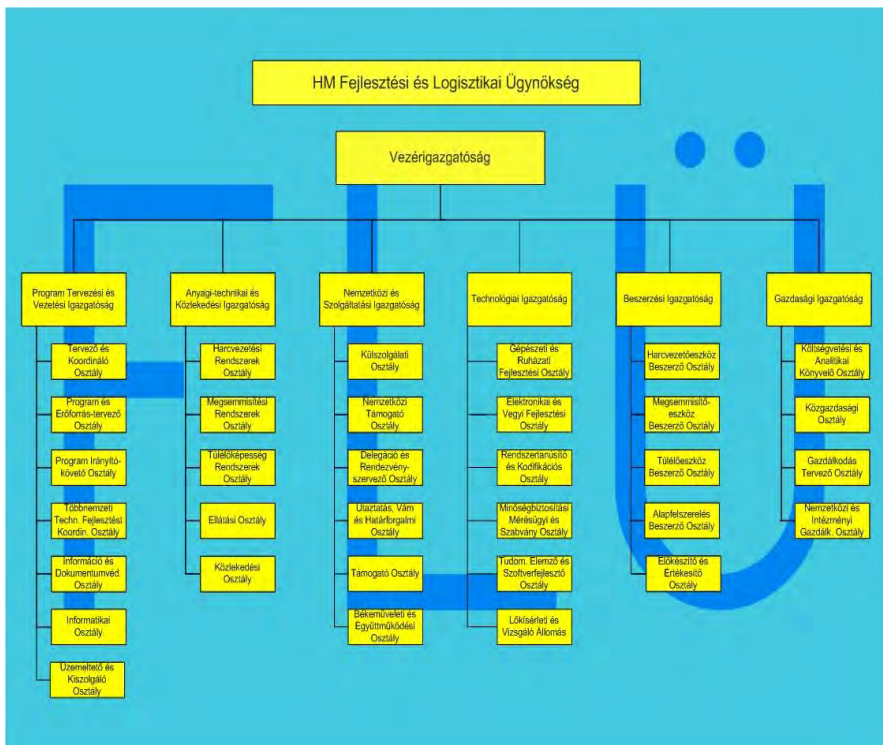 HM Fejlesztési és Logisztikai Ügynökség
Vezérigazgatóság
Program Tervezési és
Vezetési Igazgatóság
Tervező és
Koordináló
Osztály
Program és
Erőforrás-tervező
Osztály
Program Irányító-
követő Osztály
Többnemzeti
Techn. Fejlesztést
Koordin. Osztály
Információ és
Dokumentumvéd.
Osztály
Informatikai
Osztály
Üzemeltető és
Kiszolgáló
Osztály
Anyagi-technikai és
Közlekedési Igazgatóság
Harcvezetési
Rendszerek
Osztály
Megsemmisítési
Rendszerek
Osztály
Túlélőképesség
Rendszerek
Osztály
Ellátási Osztály
Közlekedési
Osztály
Nemzetközi és
Szolgáltatási Igazgatóság
Külszolgálati
Osztály
Nemzetközi
Támogató
Osztály
Delegáció és
Rendezvény-
szervező Osztály
Utaztatás, Vám
és Határforgalmi
Osztály
Támogató Osztály
Békeműveleti és
Együttműködési
Osztály
Technológiai Igazgatóság
Gépészeti és
Ruházati
Fejlesztési Osztály
Elektronikai és
Vegyi Fejlesztési
Osztály
Rendszertanúsító
és Kodifikációs
Osztály
Minőségbiztosítási
Mérésügyi és
Szabvány Osztály
Tudom. Elemző és
Szoftverfejlesztő
Osztály
Lőkísérleti és
Vizsgáló Állomás
Beszerzési Igazgatóság
Harcvezetőeszköz
Beszerző Osztály
Megsemmisítő-
eszköz
Beszerző Osztály
Túlélőeszköz
Beszerző Osztály
Alapfelszerelés
Beszerző Osztály
Előkészítő és
Értékesítő Osztály
Gazdasági Igazgatóság
Költségvetési és
Analitikai
Könyvelő Osztály
Közgazdasági
Osztály
Gazdálkodás
Tervező Osztály
Nemzetközi és
Intézményi
Gazdálk. Osztály